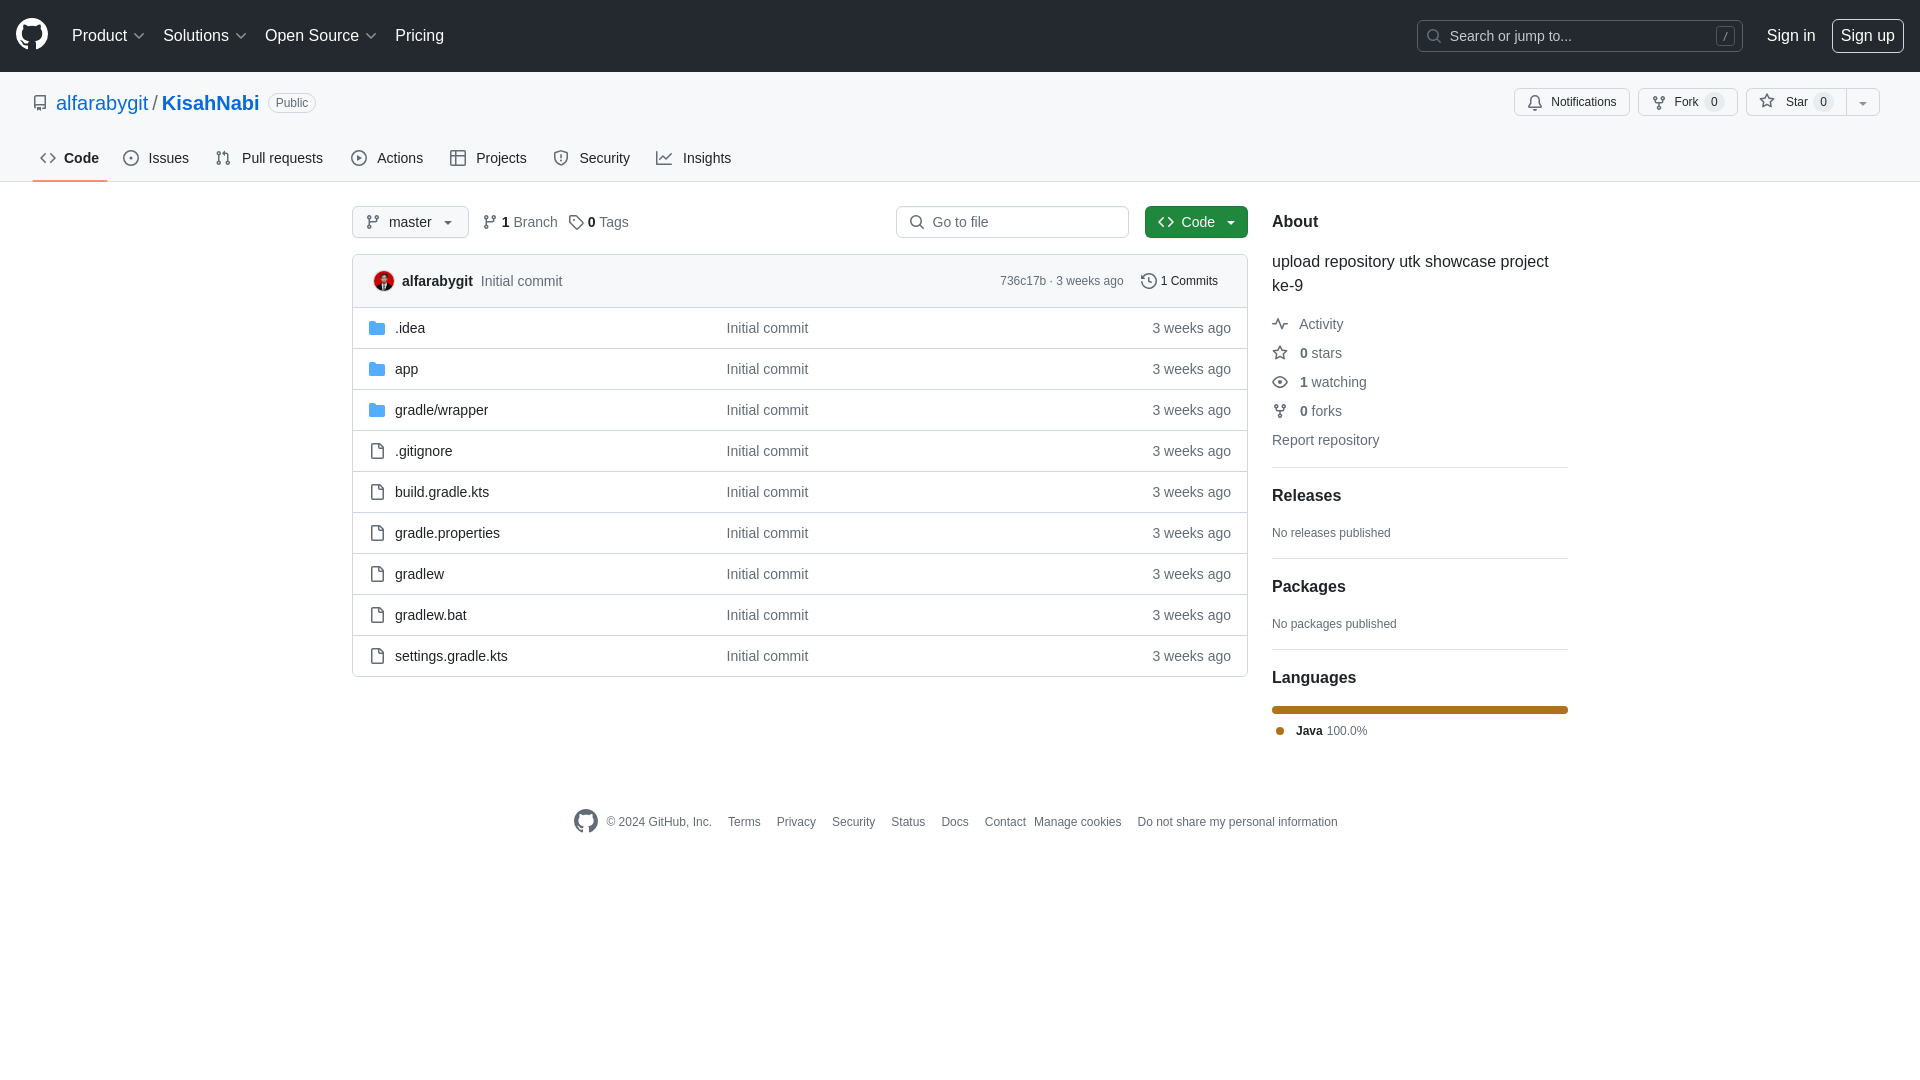 Product Solutions Open Source Pricing Search or jump to... / Sign in Sign up
alfarabygit / KisahNabi Public Notifications Fork 0 Star 0
Code Issues Pull requests Actions Projects Security Insights
master 1 Branch 0 Tags Go to file Code
alfarabygit Initial commit 736c17b · 3 weeks ago 1 Commits
.idea Initial commit 3 weeks ago
app Initial commit 3 weeks ago
gradle/wrapper Initial commit 3 weeks ago
.gitignore Initial commit 3 weeks ago
build.gradle.kts Initial commit 3 weeks ago
gradle.properties Initial commit 3 weeks ago
gradlew Initial commit 3 weeks ago
gradlew.bat Initial commit 3 weeks ago
settings.gradle.kts Initial commit 3 weeks ago
About
upload repository utk showcase project
ke-9
Activity
0 stars
1 watching
0 forks
Report repository
Releases
No releases published
Packages
No packages published
Languages
Java 100.0%
© 2024 GitHub, Inc. Terms Privacy Security Status Docs Contact Manage cookies Do not share my personal information